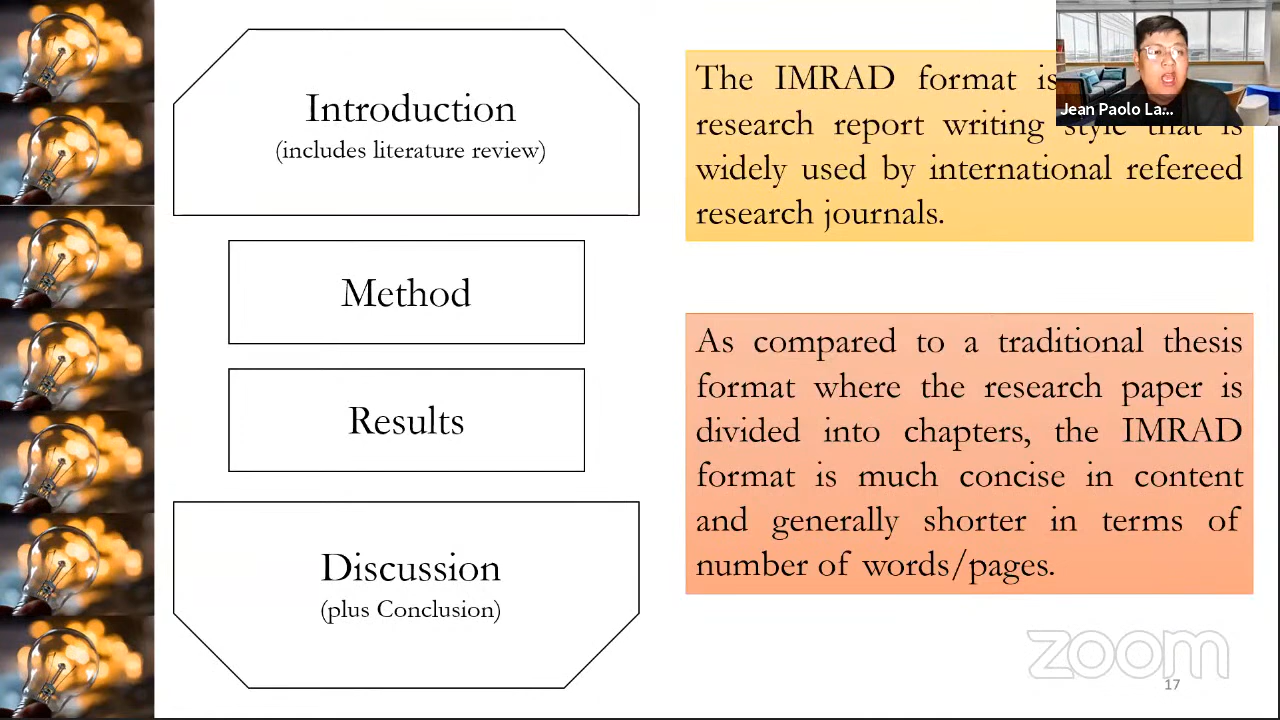 Introduction
(includes literature review)
Method
Results
Discussion
(plus Conclusion)
The IMRAD format is
research report writing style that is
widely used by international refereed
research journals.
As compared to a traditional thesis
format where the research paper is
divided into chapters, the IMRAD
format is much concise in content
and generally shorter in terms of
number of words/pages.
Jean Paolo La...
zoom
17